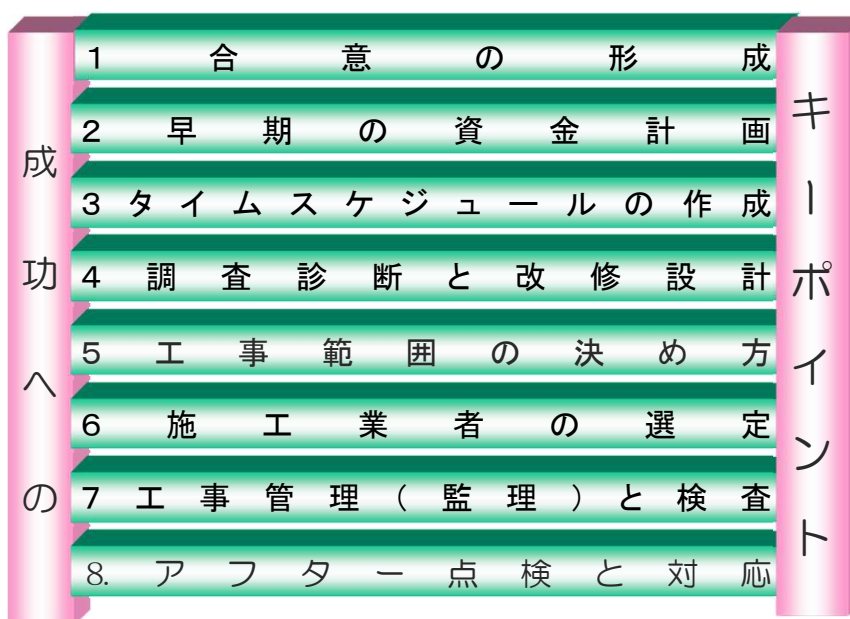 成功への
キーポイント
1 合意の形成
2 早期の資金計画
3 タイムスケジュールの作成
4 調査診断と改修設計
5 工事範囲の決め方
6 施工業者の選定
7 工事管理(監理)と検査
8. アフター点検と対応